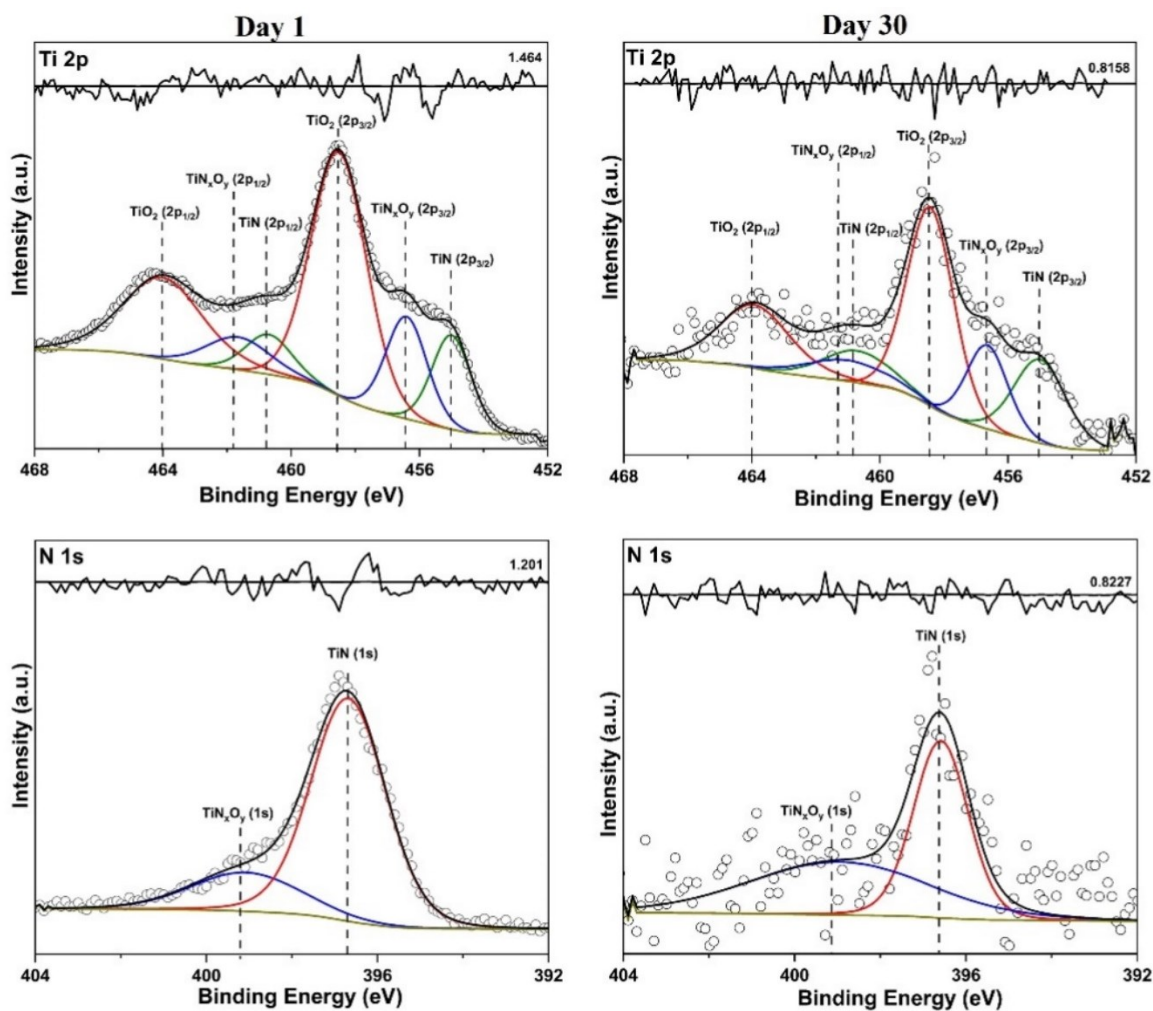 Day 1
Ti 2p
1.464
TiO2 (2p3/2)
TiNxOy (2p1/2)
TiO2 (2p1/2)
TiN (2p1/2)
TiNxOy (2p3/2)
TiN (2p3/2)
Intensity (a.u.)
468 464 460 456 452
Binding Energy (eV)
Day 30
Ti 2p
0.8158
TiO2 (2p3/2)
TiNxOy (2p1/2)
TiO2 (2p1/2)
TiN (2p1/2)
TiNxOy (2p3/2)
TiN (2p3/2)
Intensity (a.u.)
468 464 460 456 452
Binding Energy (eV)
N 1s
1.201
TiN (1s)
TiNxOy (1s)
Intensity (a.u.)
404 400 396 392
Binding Energy (eV)
N 1s
0.8227
TiN (1s)
TiNxOy (1s)
Intensity (a.u.)
404 400 396 392
Binding Energy (eV)